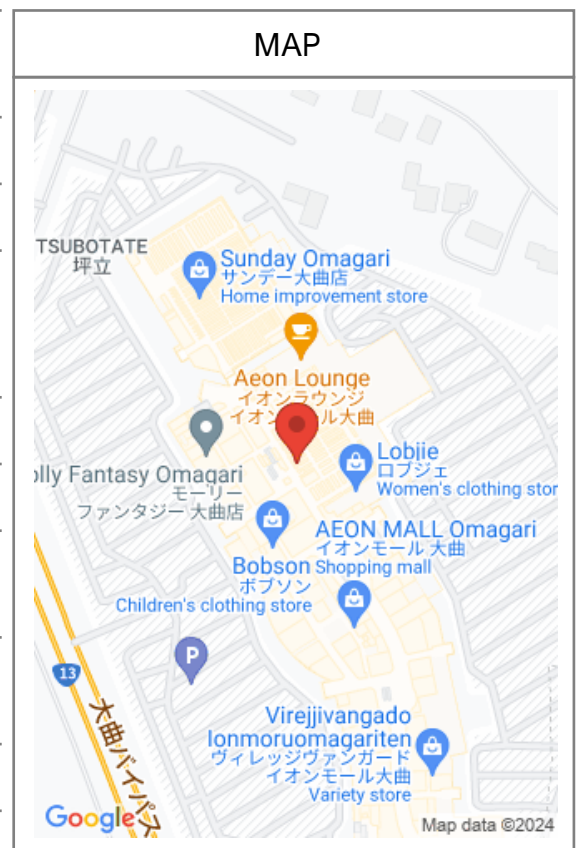 MAP
TSUBOTATE
坪立
Sunday Omagari
サンデー大曲店
Home improvement store
Aeon Lounge
イオンラウンジ
イオン ル大曲
Lobjie
ロブジェ
Women's clothing stor
olly Fantasy Omagari
モーリー
ファンタジー 大曲店
AEON MALL Omagari
イオンモール 大曲
Shopping mall
Bobson
ボブソン
Children's clothing store
P
13
大曲バイパス
Virejjivangado
Ionmoruomagariten
ヴィレッジヴァンガード
イオンモール大曲
Variety store
Google
Map data ©2024